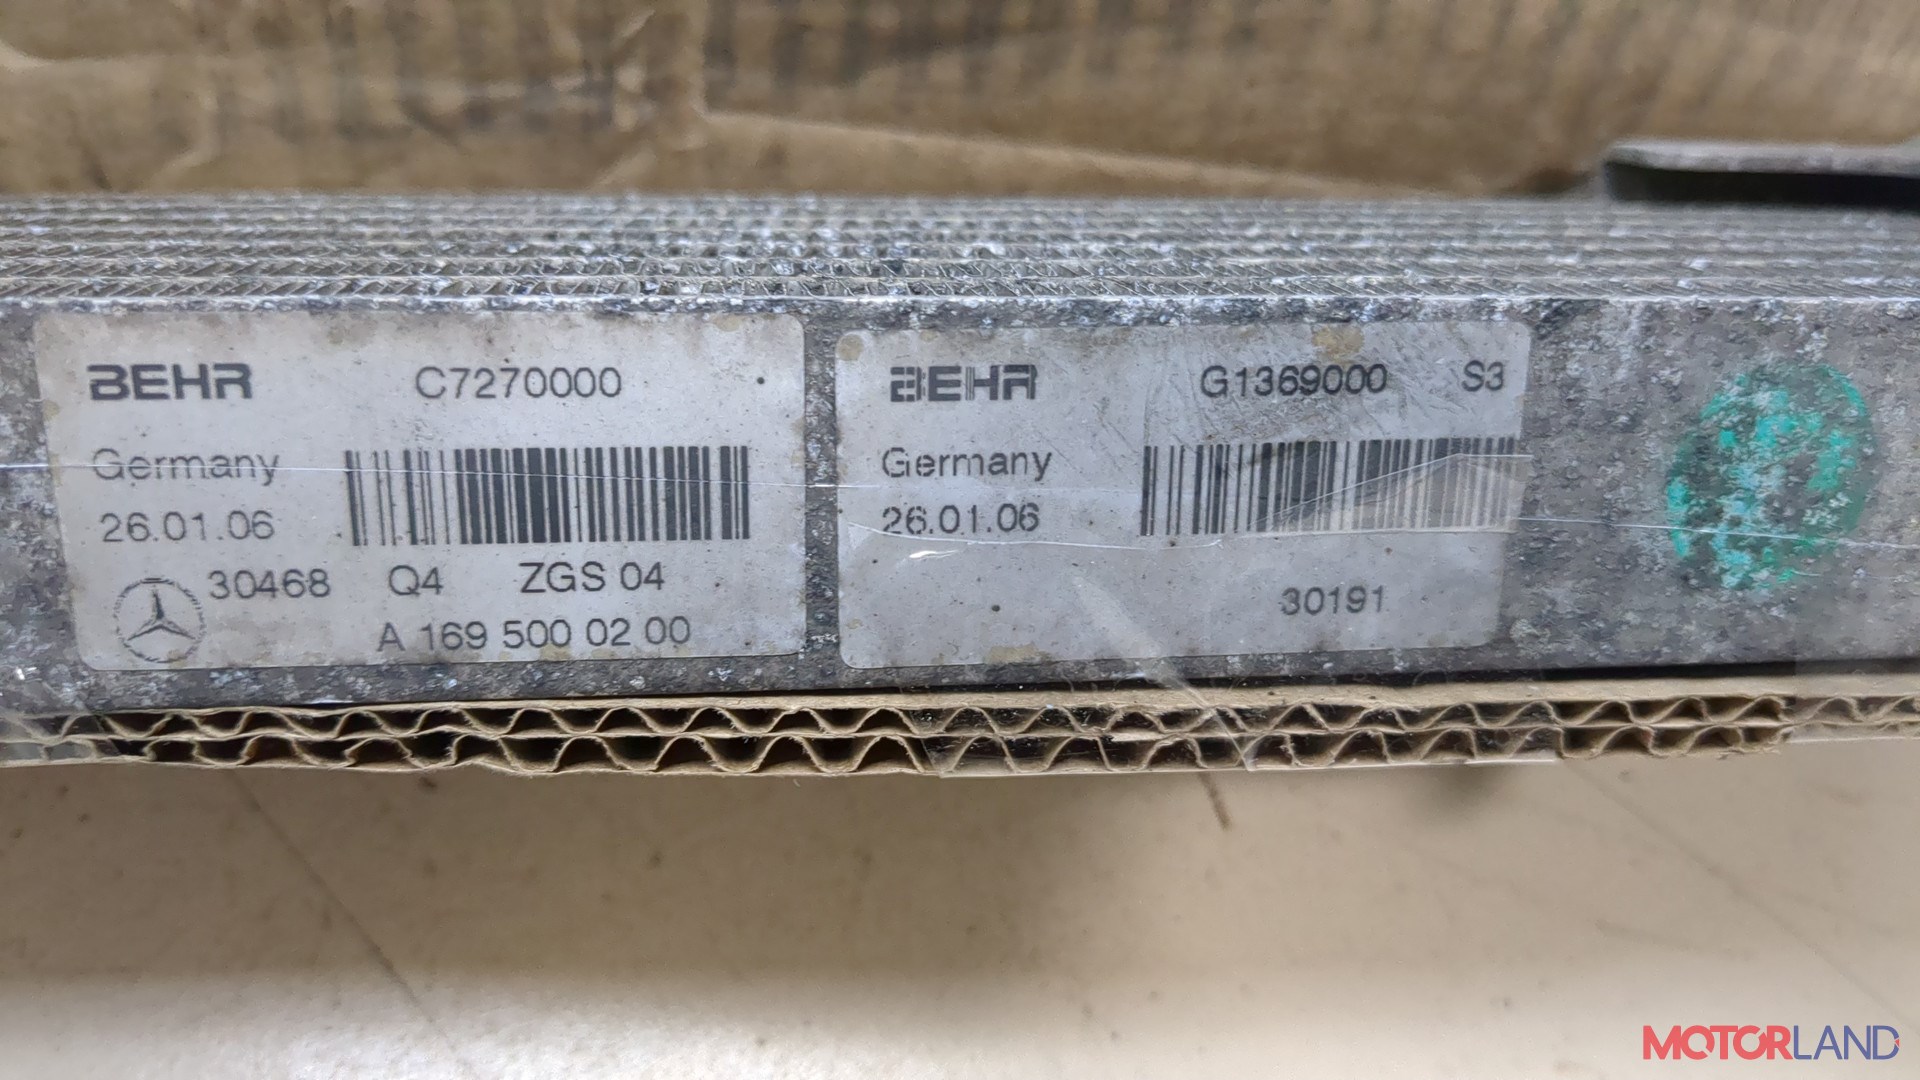 BEHR C7270000
Germany
26.01.06
30468 Q4 ZGS 04
A 169 500 02 00
BEHR G1369000 S3
Germany
26.01.06
30191
MOTORLAND